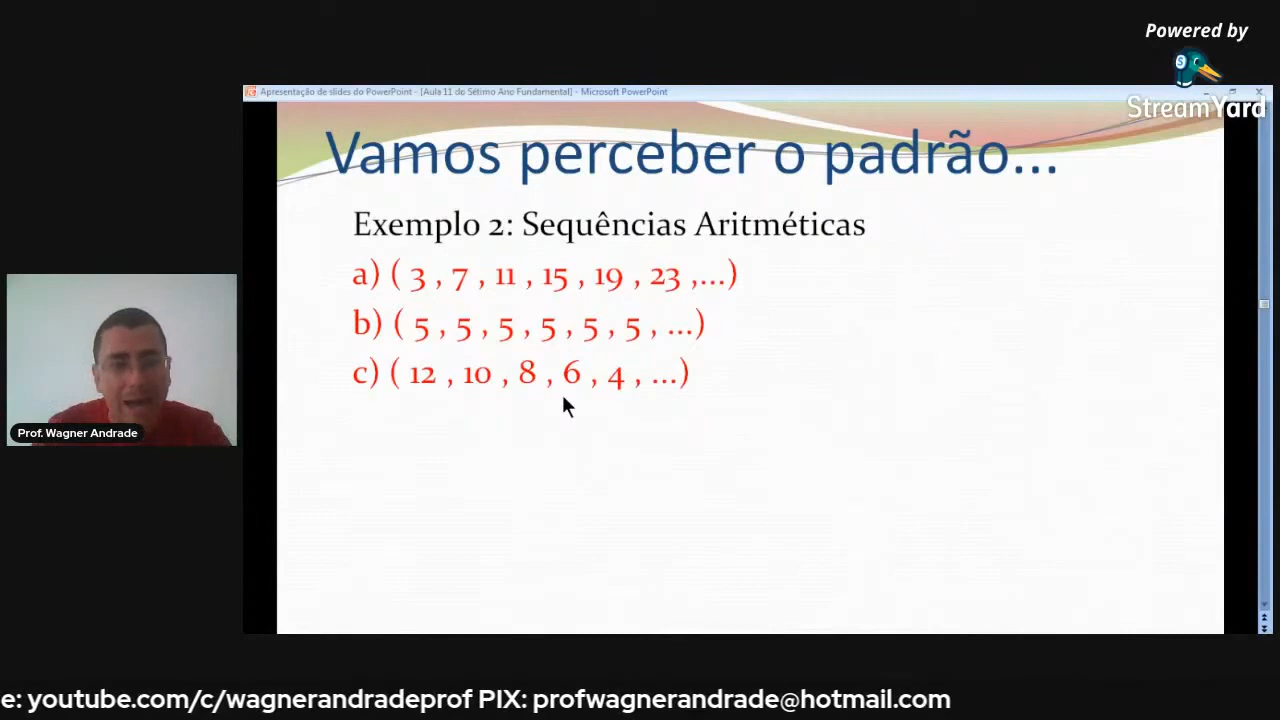 Powered by
StreamYard
Apresentação de slides do PowerPoint - [Aula 11 do Sétimo Ano Fundamental] - Microsoft PowerPoint
Vamos perceber o padrão...
Exemplo 2: Sequências Aritméticas
a) ( 3 , 7 , 11 , 15 , 19 , 23 ,...)
b) ( 5 , 5 , 5 , 5 , 5 , 5 , ...)
c) ( 12 , 10 , 8 , 6 , 4 , ...)
Prof. Wagner Andrade
e: youtube.com/c/wagnerandradeprof PIX: profwagnerandrade@hotmail.com